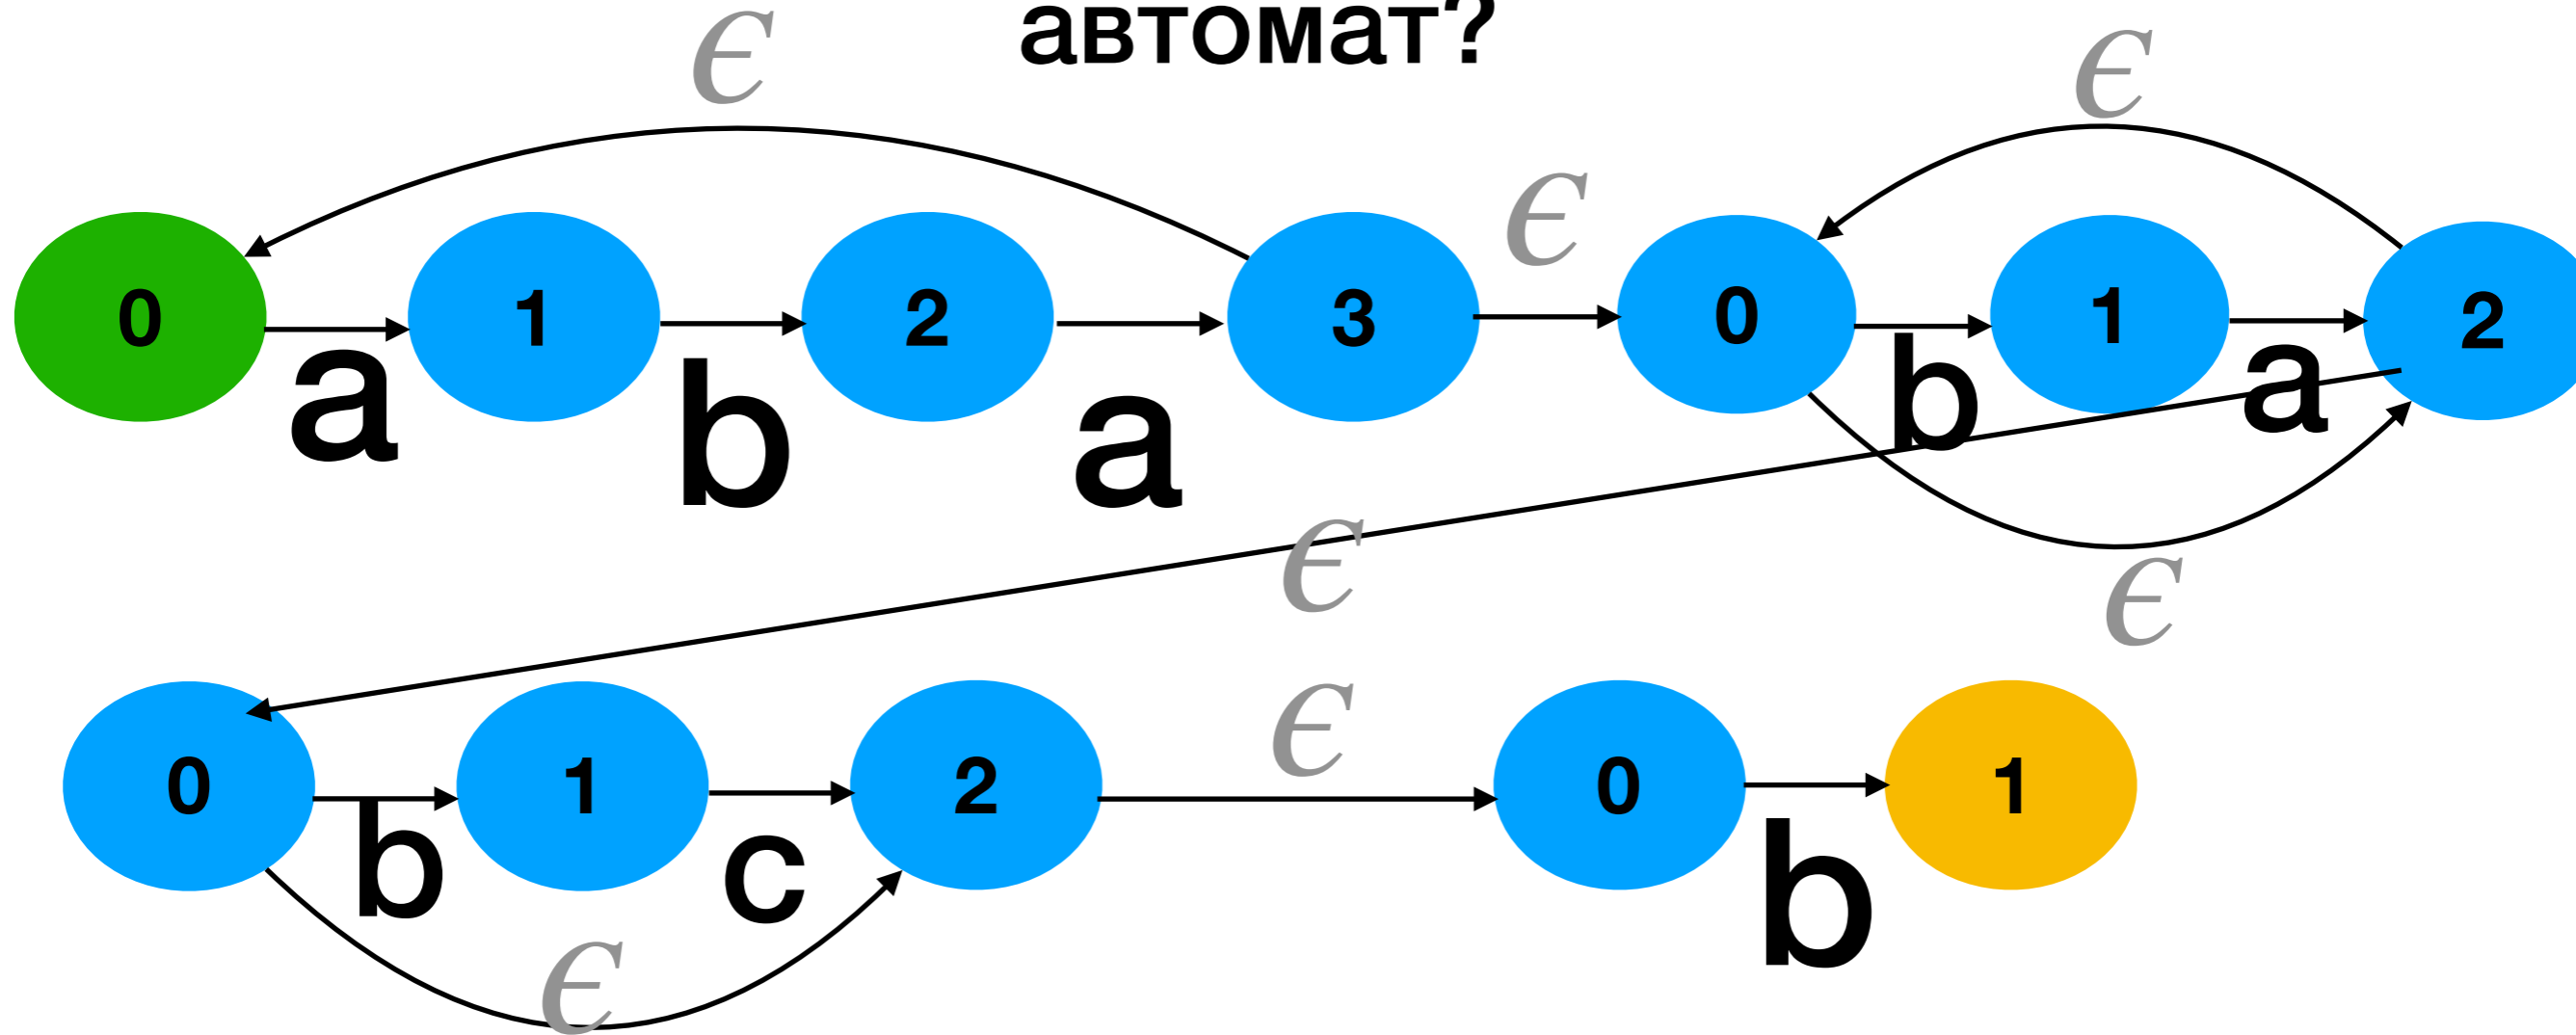 автомат?
ϵ ϵ
ϵ
0 1 2 3 0 1 2
a b a b a
ϵ ϵ
ϵ
0 1 2 0 1
b c b
ϵ